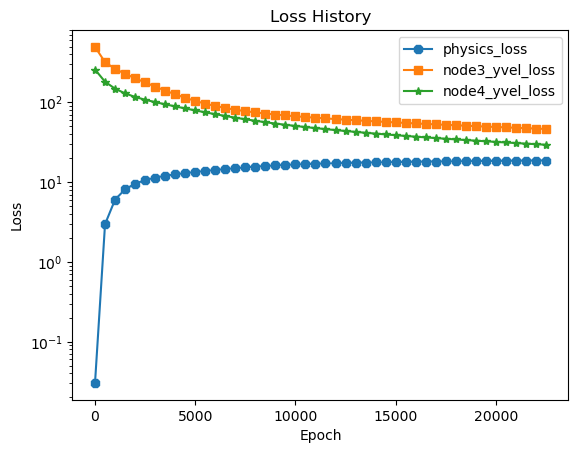 Loss History
physics_loss
node3_yvel_loss
node4_yvel_loss
10²
10¹
10⁰
10⁻¹
Loss
0
5000
10000
15000
20000
Epoch